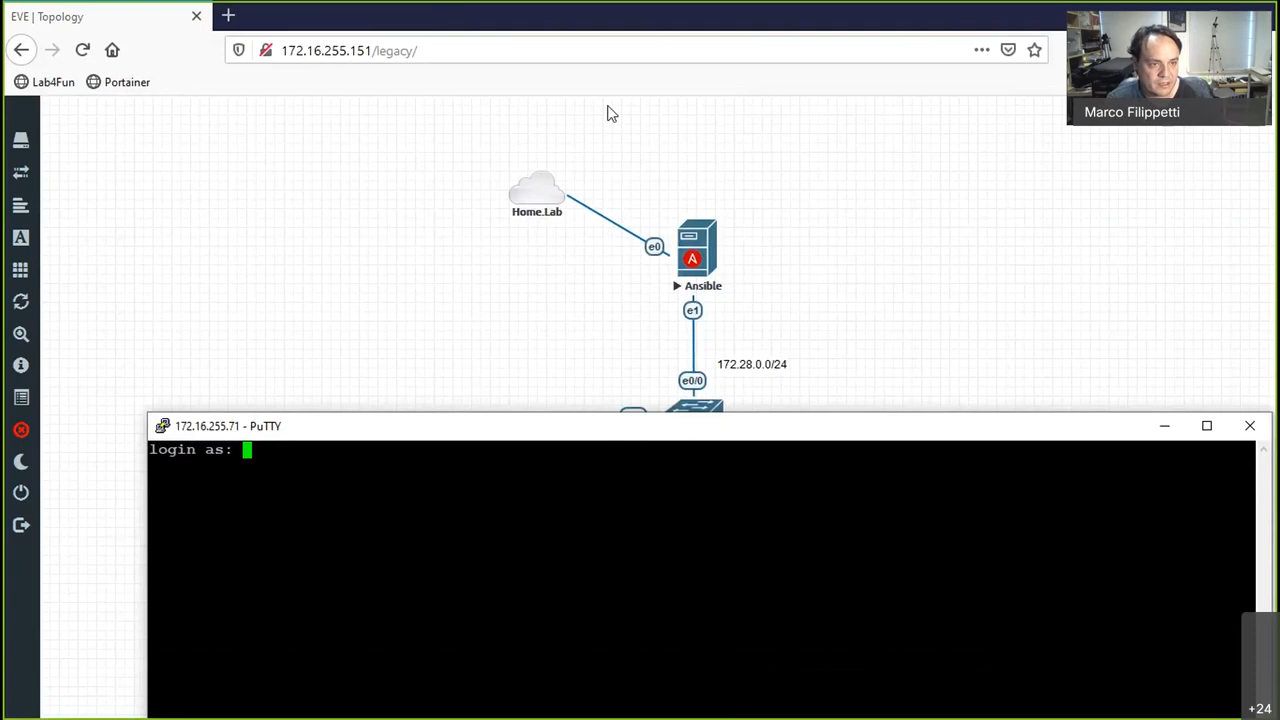 EVE | Topology
172.16.255.151/legacy/
Lab4Fun
Portainer
Marco Filippetti
Home.Lab
e0
A
Ansible
e1
172.28.0.0/24
e0/0
172.16.255.71 - PuTTY
login as:
+24